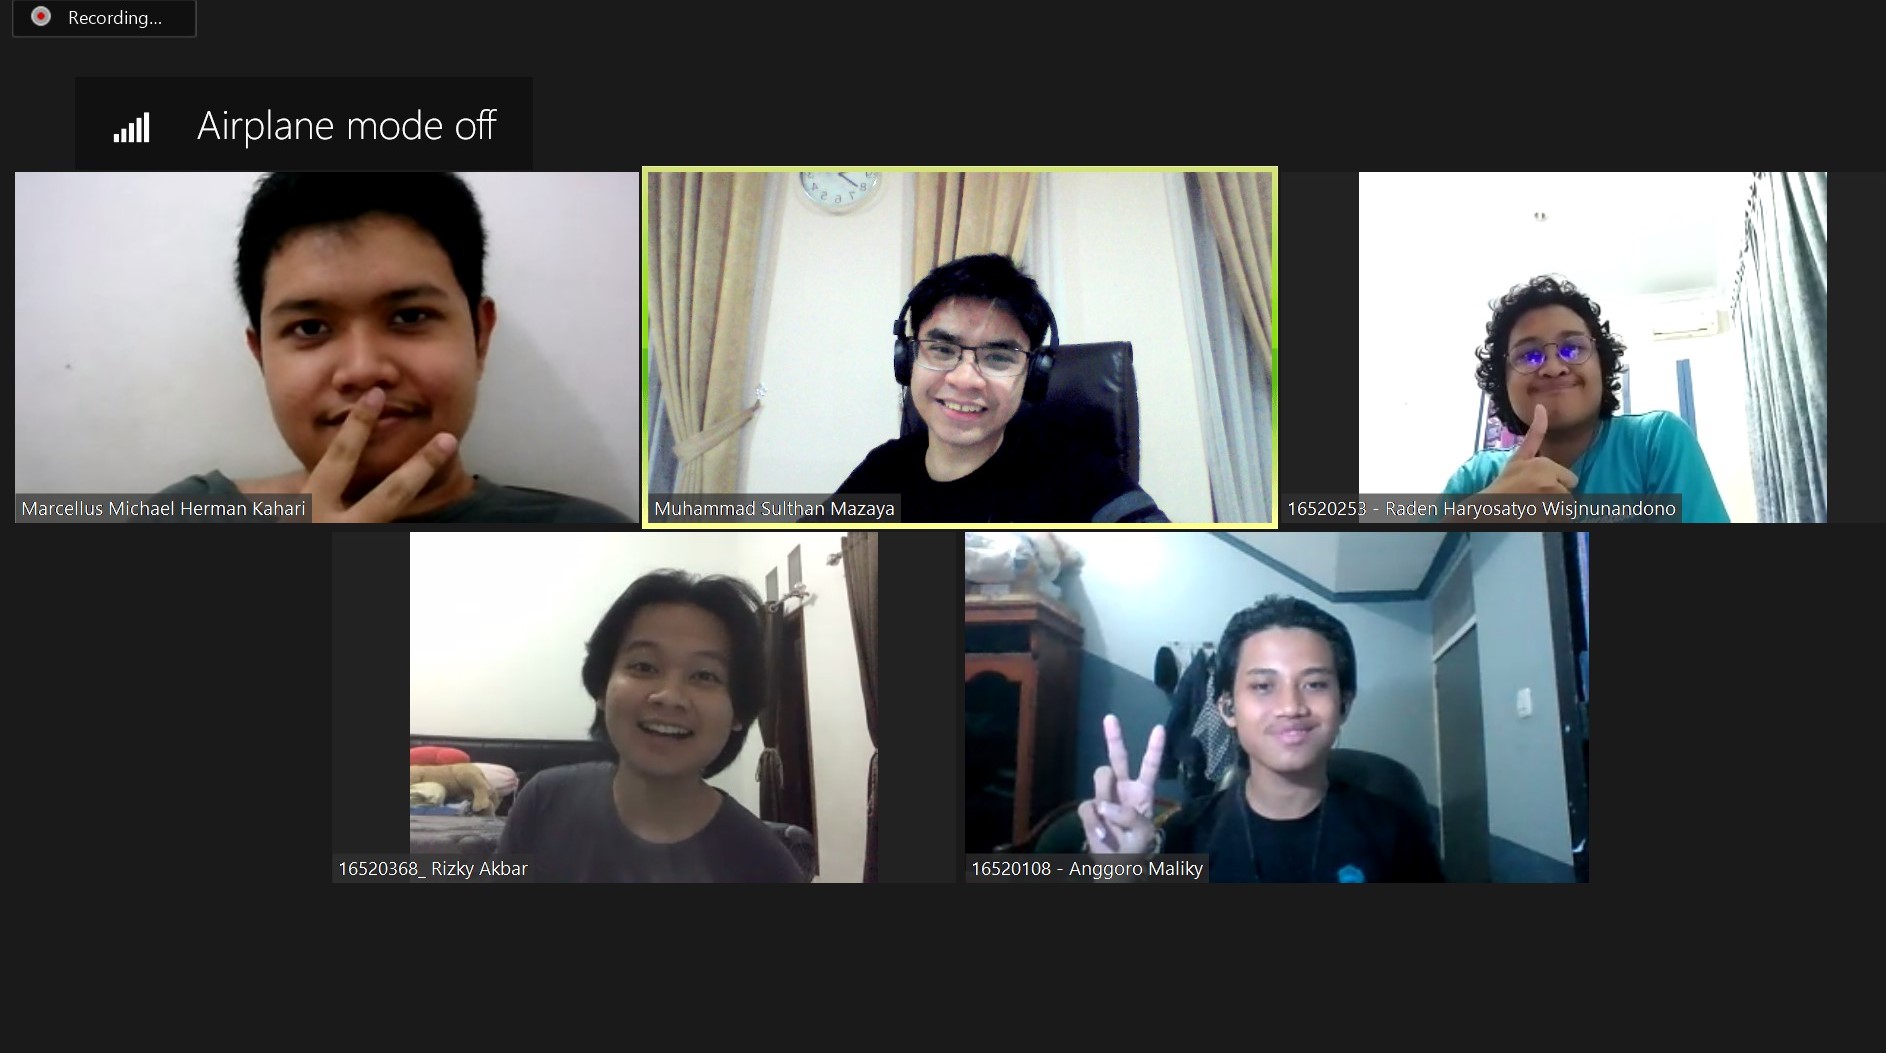 Recording...
Airplane mode off
Marcellus Michael Herman Kahari
Muhammad Sulthan Mazaya
16520253 - Raden Haryosatyo Wisjnunandono
16520368_ Rizky Akbar
16520108 - Anggoro Maliky